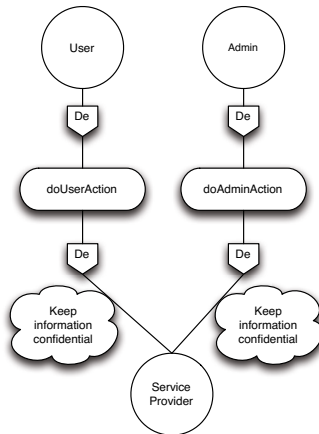 User
Admin
De
De
doUserAction
doAdminAction
De
De
Keep
information
confidential
Keep
information
confidential
Service
Provider